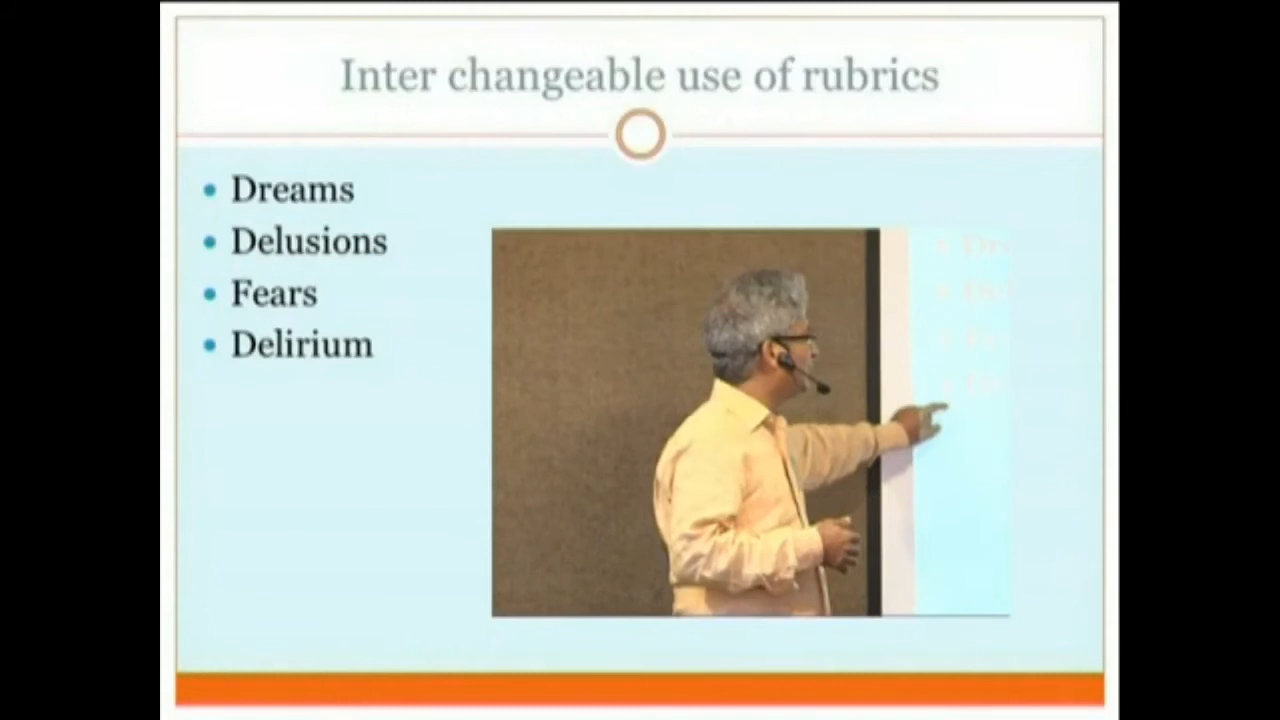 Inter changeable use of rubrics
Dreams
Delusions
Fears
Delirium